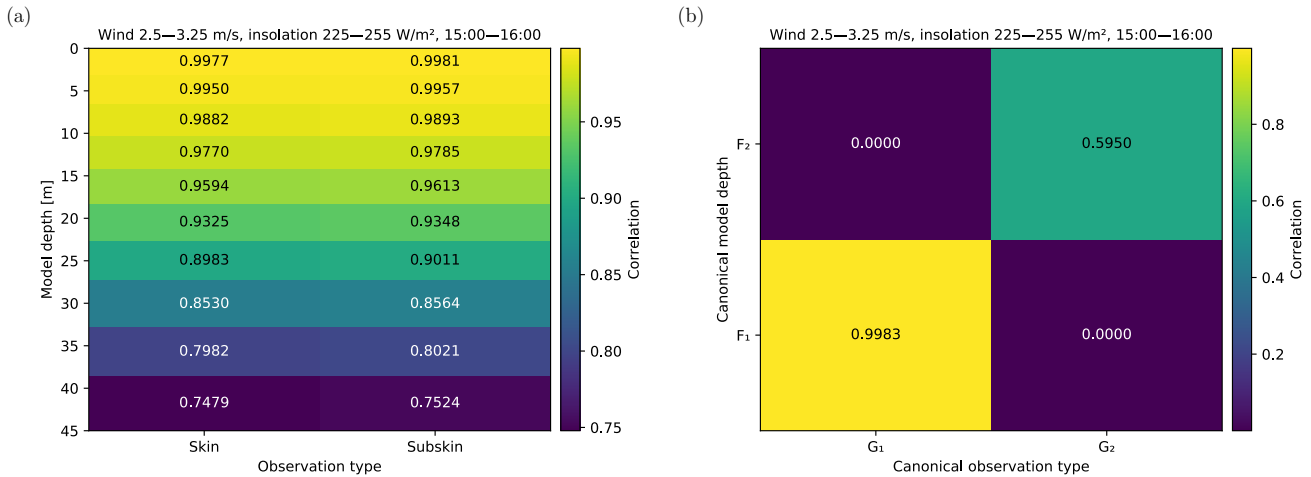 (a)
Wind 2.5—3.25 m/s, insolation 225—255 W/m², 15:00—16:00
0
5
10
15
20
25
30
35
40
45
Model depth [m]
0.9977 0.9981
0.9950 0.9957
0.9882 0.9893
0.9770 0.9785
0.9594 0.9613
0.9325 0.9348
0.8983 0.9011
0.8530 0.8564
0.7982 0.8021
0.7479 0.7524
Skin Subskin
Observation type
0.95
0.90
0.85
0.80
0.75
Correlation
(b)
Wind 2.5—3.25 m/s, insolation 225—255 W/m², 15:00—16:00
Canonical model depth
F₂ 0.0000 0.5950
F₁ 0.9983 0.0000
G₁ G₂
Canonical observation type
0.8
0.6
0.4
0.2
Correlation